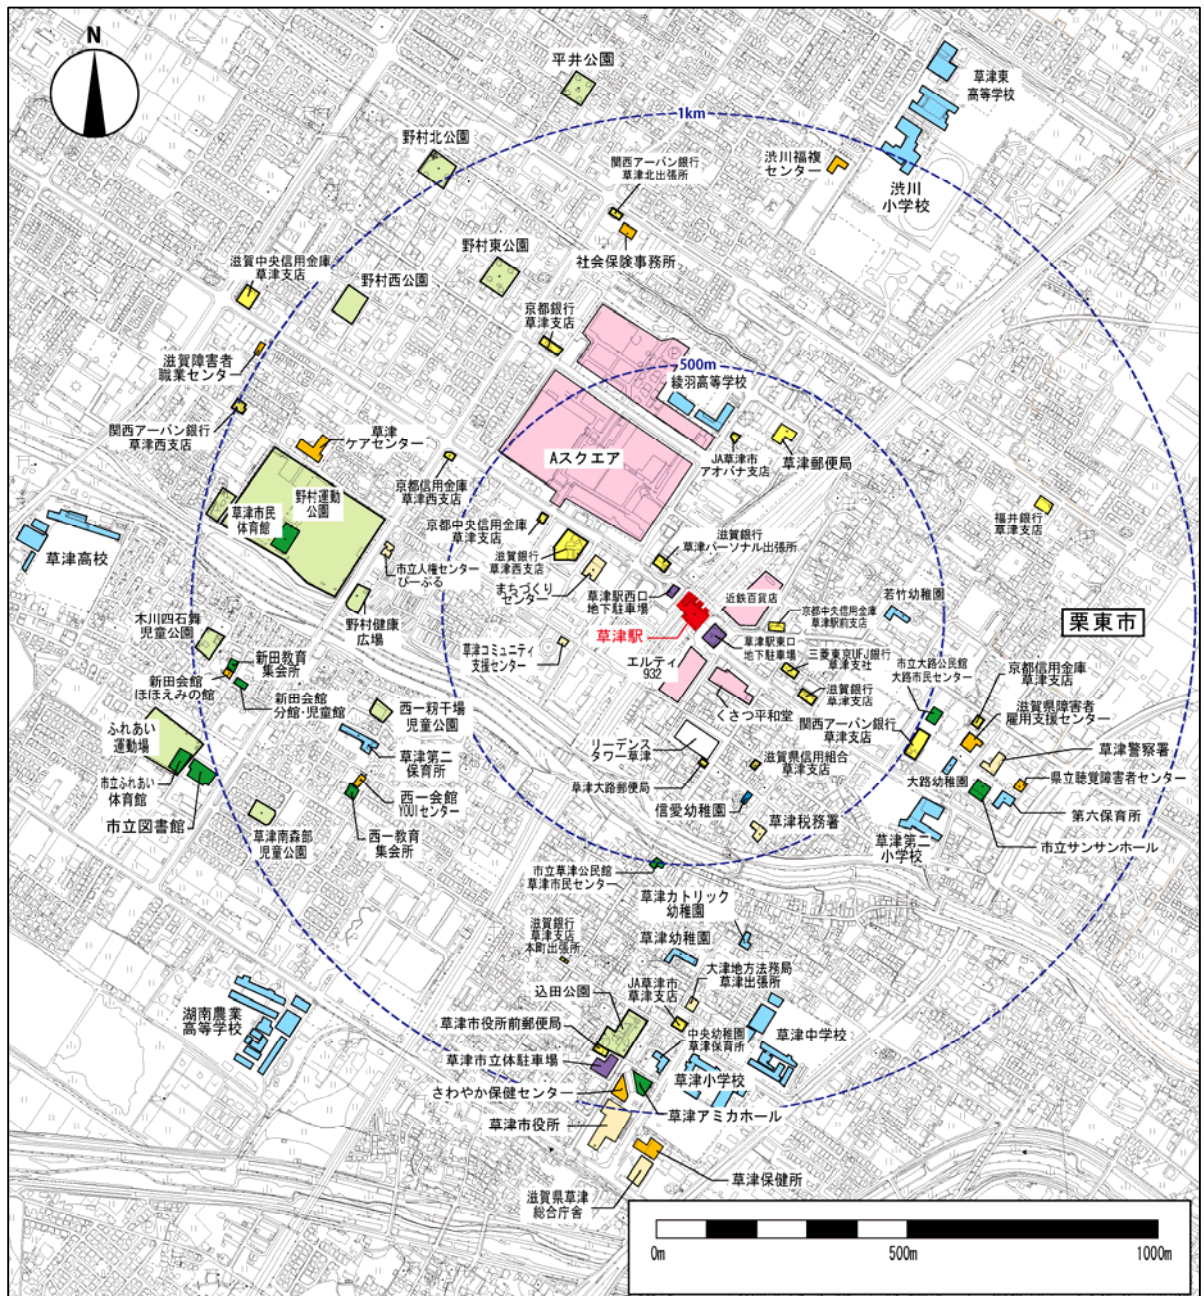 N
平井公園
1km
草津東
高等学校
野村北公園
関西アーバン銀行
草津北出張所
渋川福複
センター
渋川
小学校
野村東公園
社会保険事務所
滋賀中央信用金庫
草津支店
野村西公園
京都銀行
草津支店
滋賀障害者
職業センター
500m
綾羽高等学校
関西アーバン銀行
草津西支店
草津
ケアセンター
Aスクエア
JA草津市
アオバナ支店
草津郵便局
京都信用金庫
草津西支店
野村運動
公園
草津市民
体育館
福井銀行
草津支店
京都中央信用金庫
草津支店
滋賀銀行
草津パーソナル出張所
草津高校
滋賀銀行
草津西支店
市立人権センター
びーぷる
まちづくり
センター
草津駅西口
地下駐車場
近鉄百貨店
若竹幼稚園
京都中央信用金庫
草津駅前支店
栗東市
野村健康
広場
木川四石舞
児童公園
草津駅
草津駅東口
地下駐車場
草津コミュニティ
支援センター
エルティ
932
三菱東京UFJ銀行
草津支社
市立大路公民館
大路市民センター
京都信用金庫
草津支店
新田教育
集会所
新田会館
ほほえみの館
新田会館
分館・児童館
西一籾干場
児童公園
くさつ平和堂
滋賀銀行
草津支店
滋賀県障害者
雇用支援センター
ふれあい
運動場
関西アーバン銀行
草津支店
リーデンス
タワー草津
滋賀県信用組合
草津支店
草津警察署
草津第二
保育所
草津大路郵便局
大路幼稚園
県立聴覚障害者センター
市立ふれあい
体育館
西一会館
YOUIセンター
信愛幼稚園
第六保育所
市立図書館
草津南森部
児童公園
西一教育
集会所
草津税務署
草津第二
小学校
市立サンサンホール
市立草津公民館
草津市民センター
草津カトリック
幼稚園
滋賀銀行
草津支店
本町出張所
草津幼稚園
大津地方法務局
草津出張所
JA草津市
草津支店
込田公園
湖南農業
高等学校
草津市役所前郵便局
中央幼稚園
草津保育所
草津中学校
草津市立体駐車場
草津小学校
さわやか保健センター
草津アミカホール
草津市役所
草津保健所
滋賀県草津
総合庁舎
0m
500m
1000m